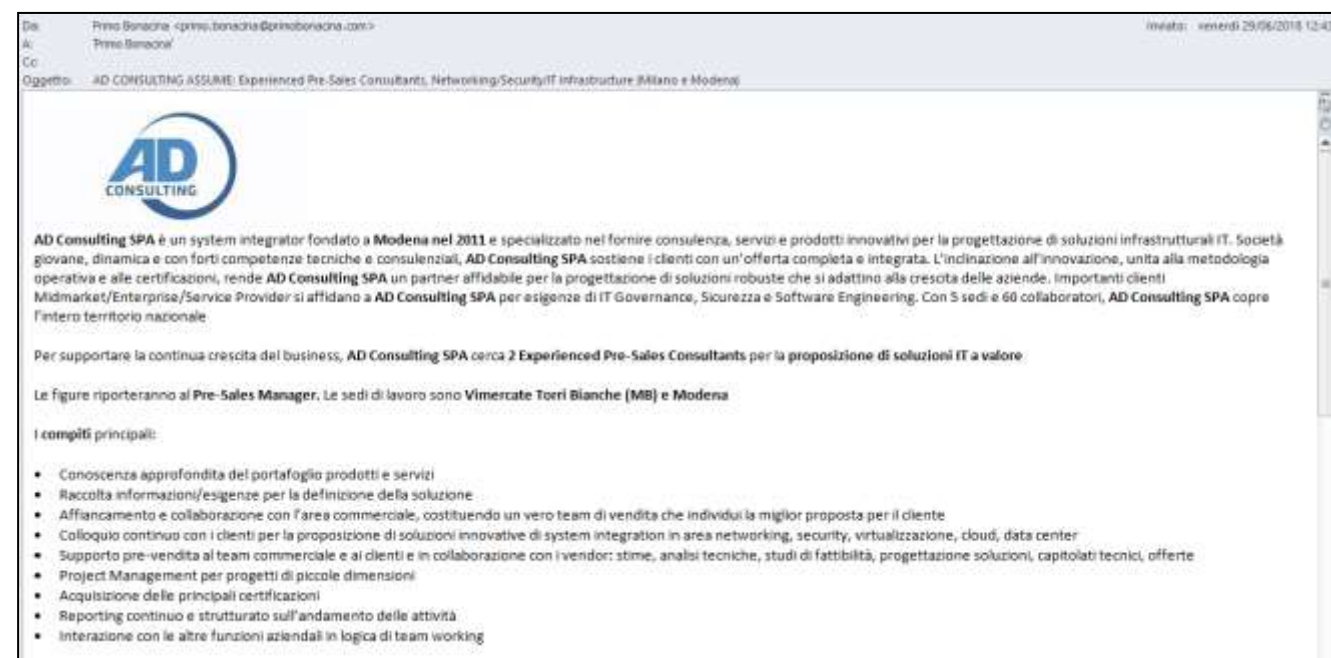 Da: Primo Bonacina <primo.bonacina@primobonacina.com> Inviato: venerdì 29/06/2018 12:43
A: 'Primo Bonacina'
Cc
Oggetto: AD CONSULTING ASSUME: Experienced Pre-Sales Consultants, Networking/Security/IT Infrastructure (Milano e Modena)
AD
CONSULTING
AD Consulting SPA è un system integrator fondato a Modena nel 2011 e specializzato nel fornire consulenza, servizi e prodotti innovativi per la progettazione di soluzioni infrastrutturali IT. Società
giovane, dinamica e con forti competenze tecniche e consulenziali, AD Consulting SPA sostiene i clienti con un'offerta completa e integrata. L'inclinazione all'innovazione, unita alla metodologia
operativa e alle certificazioni, rende AD Consulting SPA un partner affidabile per la progettazione di soluzioni robuste che si adattino alla crescita delle aziende. Importanti clienti
Midmarket/Enterprise/Service Provider si affidano a AD Consulting SPA per esigenze di IT Governance, Sicurezza e Software Engineering. Con 5 sedi e 60 collaboratori, AD Consulting SPA copre
l'intero territorio nazionale
Per supportare la continua crescita del business, AD Consulting SPA cerca 2 Experienced Pre-Sales Consultants per la proposizione di soluzioni IT a valore
Le figure riporteranno al Pre-Sales Manager. Le sedi di lavoro sono Vimercate Torri Bianche (MB) e Modena
I compiti principali:
• Conoscenza approfondita del portafoglio prodotti e servizi
• Raccolta informazioni/esigenze per la definizione della soluzione
• Affiancamento e collaborazione con l'area commerciale, costituendo un vero team di vendita che individui la miglior proposta per il cliente
• Colloquio continuo con i clienti per la proposizione di soluzioni innovative di system integration in area networking, security, virtualizzazione, cloud, data center
• Supporto pre-vendita al team commerciale e ai clienti e in collaborazione con i vendor: stime, analisi tecniche, studi di fattibilità, progettazione soluzioni, capitolati tecnici, offerte
• Project Management per progetti di piccole dimensioni
• Acquisizione delle principali certificazioni
• Reporting continuo e strutturato sull'andamento delle attività
• Interazione con le altre funzioni aziendali in logica di team working